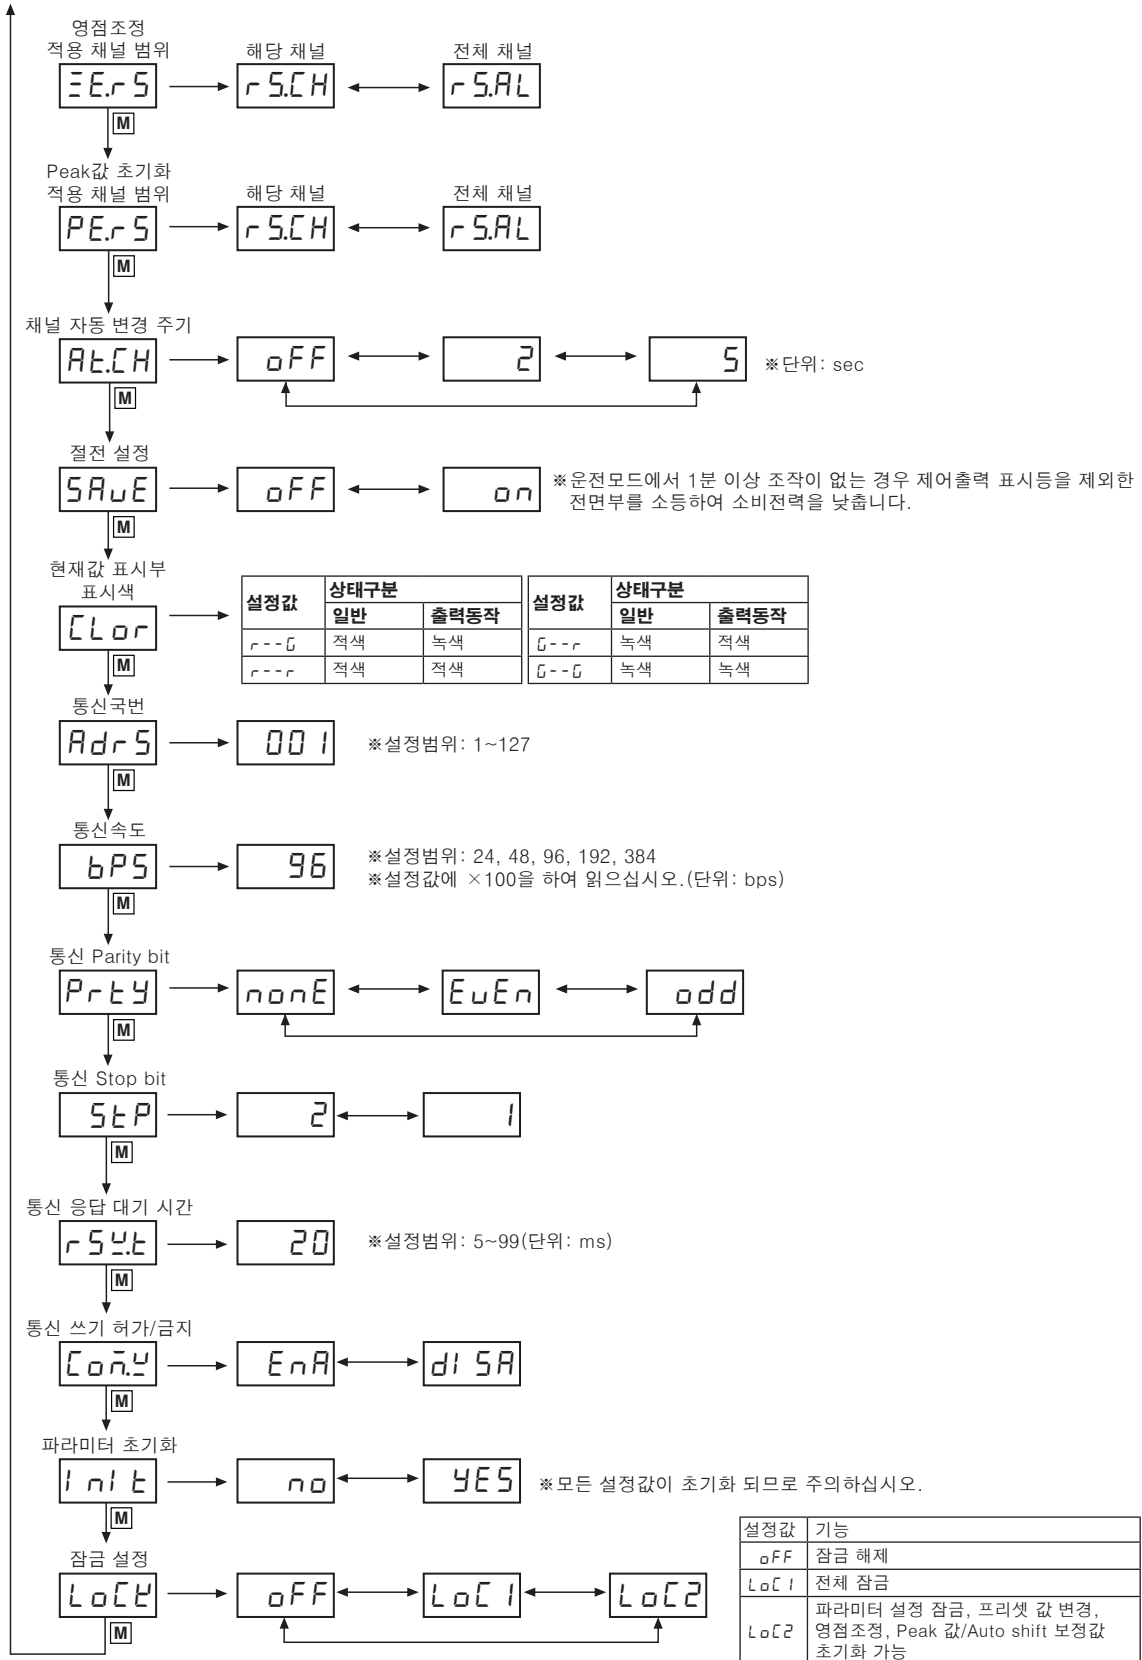 영점조정
적용 채널 범위
해당 채널
전체 채널
ZE.rS
rS.CH
rS.AL
M
Peak값 초기화
적용 채널 범위
해당 채널
전체 채널
PE.rS
rS.CH
rS.AL
M
채널 자동 변경 주기
At.CH
oFF
2
5
※단위: sec
M
절전 설정
SAvE
oFF
on
※운전모드에서 1분 이상 조작이 없는 경우 제어출력 표시등을 제외한
전면부를 소등하여 소비전력을 낮춥니다.
M
현재값 표시부
표시색
CLor
설정값 상태구분 설정값 상태구분
일반 출력동작 일반 출력동작
r--G 적색 녹색 G--r 녹색 적색
r--r 적색 적색 G--G 녹색 녹색
M
통신국번
AdrS
001
※설정범위: 1~127
M
통신속도
bPS
96
※설정범위: 24, 48, 96, 192, 384
※설정값에 ×100을 하여 읽으십시오.(단위: bps)
M
통신 Parity bit
PrtY
nonE
EvEn
odd
M
통신 Stop bit
StP
2
1
M
통신 응답 대기 시간
rSW.t
20
※설정범위: 5~99(단위: ms)
M
통신 쓰기 허가/금지
CoM.W
EnA
dISA
M
파라미터 초기화
InIt
no
YES
※모든 설정값이 초기화 되므로 주의하십시오.
M
잠금 설정
LoCK
oFF
LoC1
LoC2
M
설정값 기능
oFF 잠금 해제
LoC1 전체 잠금
LoC2 파라미터 설정 잠금, 프리셋 값 변경,
영점조정, Peak 값/Auto shift 보정값
초기화 가능